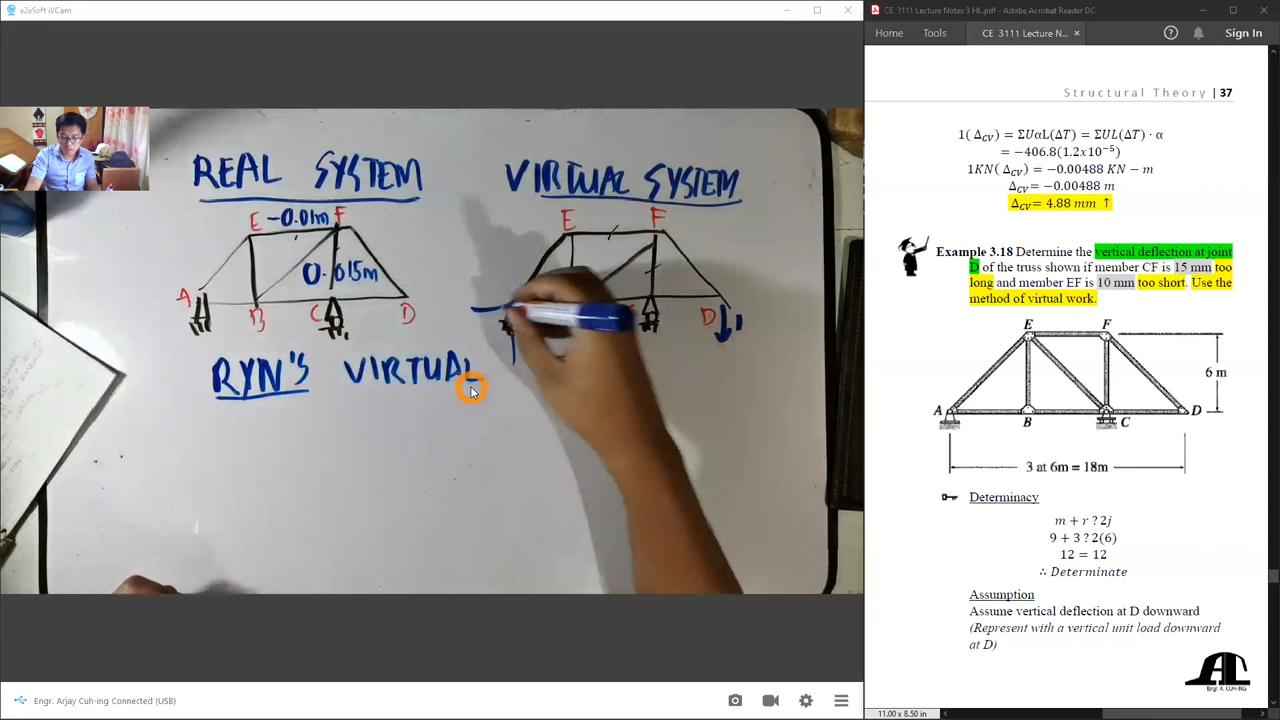 e2eSoft iVCam
REAL SYSTEM
VIRTUAL SYSTEM
E -0.01m F
0.015m
A B C D
E F
D 1
RYN'S VIRTUAL
Engr. Arjay Cuh-ing Connected (USB)
CE 3111 Lecture Notes 3 HL.pdf - Adobe Acrobat Reader DC
Home Tools CE 3111 Lecture N... × Sign In
Structural Theory | 37
1( Δ_CV) = ΣUαL(ΔT) = ΣUL(ΔT) · α
= −406.8(1.2x10⁻⁵)
1KN( Δ_CV) = −0.00488 KN − m
Δ_CV= −0.00488 m
Δ_CV= 4.88 mm ↑
Example 3.18 Determine the vertical deflection at joint
D of the truss shown if member CF is 15 mm too
long and member EF is 10 mm too short. Use the
method of virtual work.
E F
6 m
A B C D
3 at 6m = 18m
Determinacy
m + r ? 2j
9 + 3 ? 2(6)
12 = 12
∴ Determinate
Assumption
Assume vertical deflection at D downward
(Represent with a vertical unit load downward
at D)
Engr. A. CUH-ING
11.00 x 8.50 in